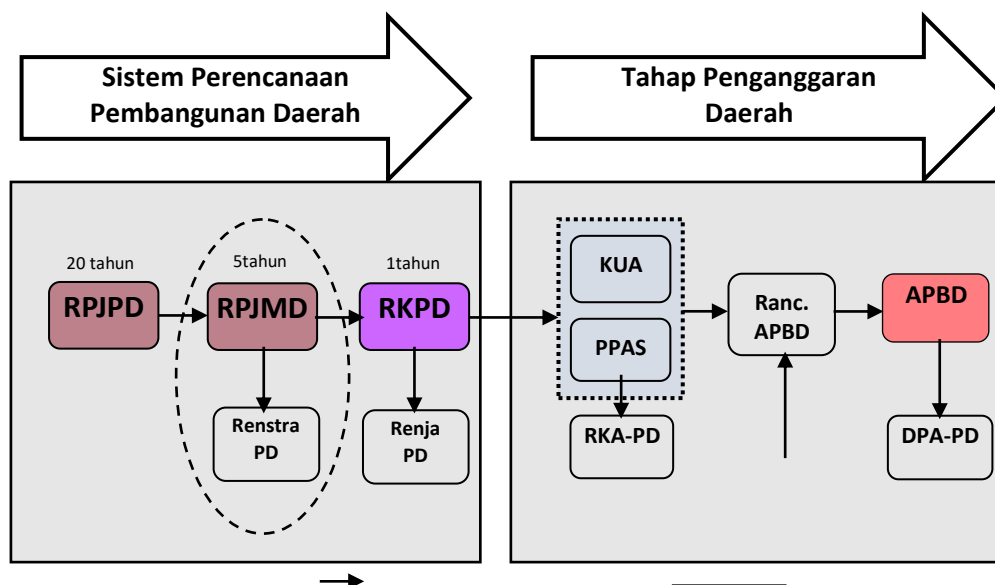 Sistem Perencanaan
Pembangunan Daerah
Tahap Penganggaran
Daerah
20 tahun
5tahun
1tahun
RPJPD
RPJMD
RKPD
Renstra
PD
Renja
PD
KUA
PPAS
RKA-PD
Ranc.
APBD
APBD
DPA-PD